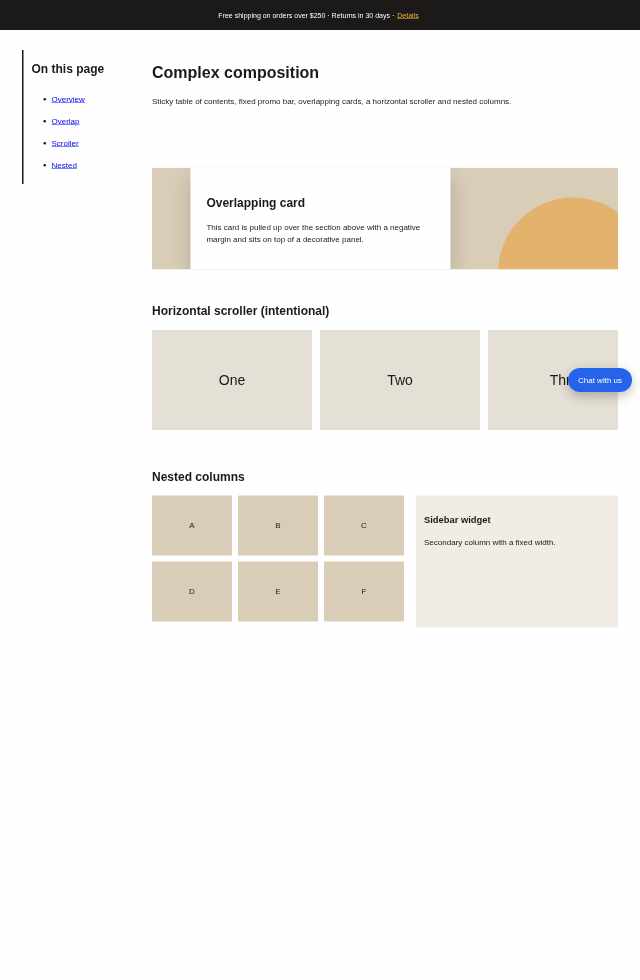 Free shipping on orders over $250 · Returns in 30 days · Details
On this page
Overview
Overlap
Scroller
Nested
Complex composition
Sticky table of contents, fixed promo bar, overlapping cards, a horizontal scroller and nested columns.
Overlapping card
This card is pulled up over the section above with a negative
margin and sits on top of a decorative panel.
Horizontal scroller (intentional)
One
Two
Chat with us
Nested columns
A
B
C
D
E
F
Sidebar widget
Secondary column with a fixed width.